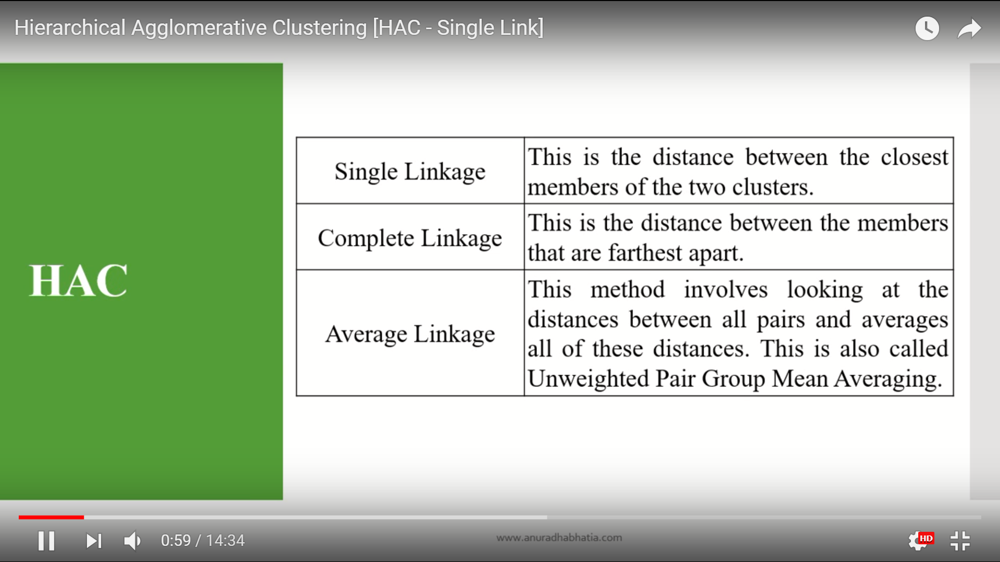 Hierarchical Agglomerative Clustering [HAC - Single Link]
HAC
Single Linkage
This is the distance between the closest
members of the two clusters.
Complete Linkage
This is the distance between the members
that are farthest apart.
Average Linkage
This method involves looking at the
distances between all pairs and averages
all of these distances. This is also called
Unweighted Pair Group Mean Averaging.
0:59 / 14:34
www.anuradhabhatia.com
HD